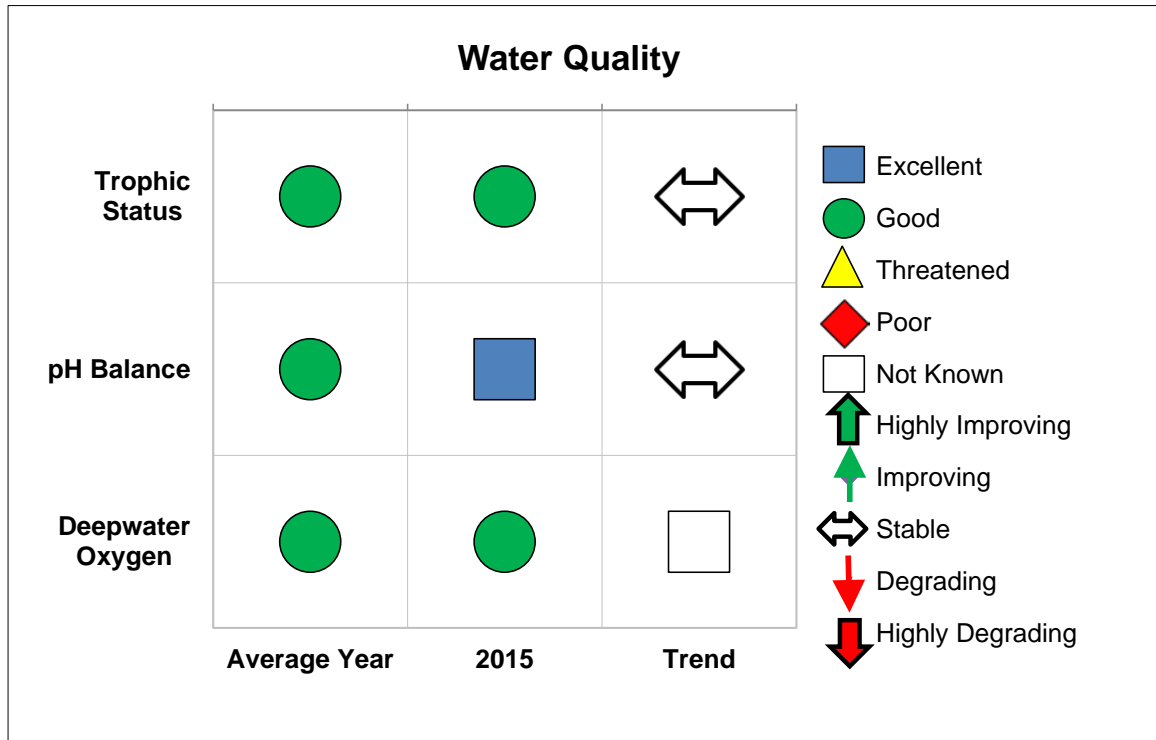 Water Quality
Trophic
Status
pH Balance
Deepwater
Oxygen
Average Year
2015
Trend
Excellent
Good
Threatened
Poor
Not Known
Highly Improving
Improving
Stable
Degrading
Highly Degrading